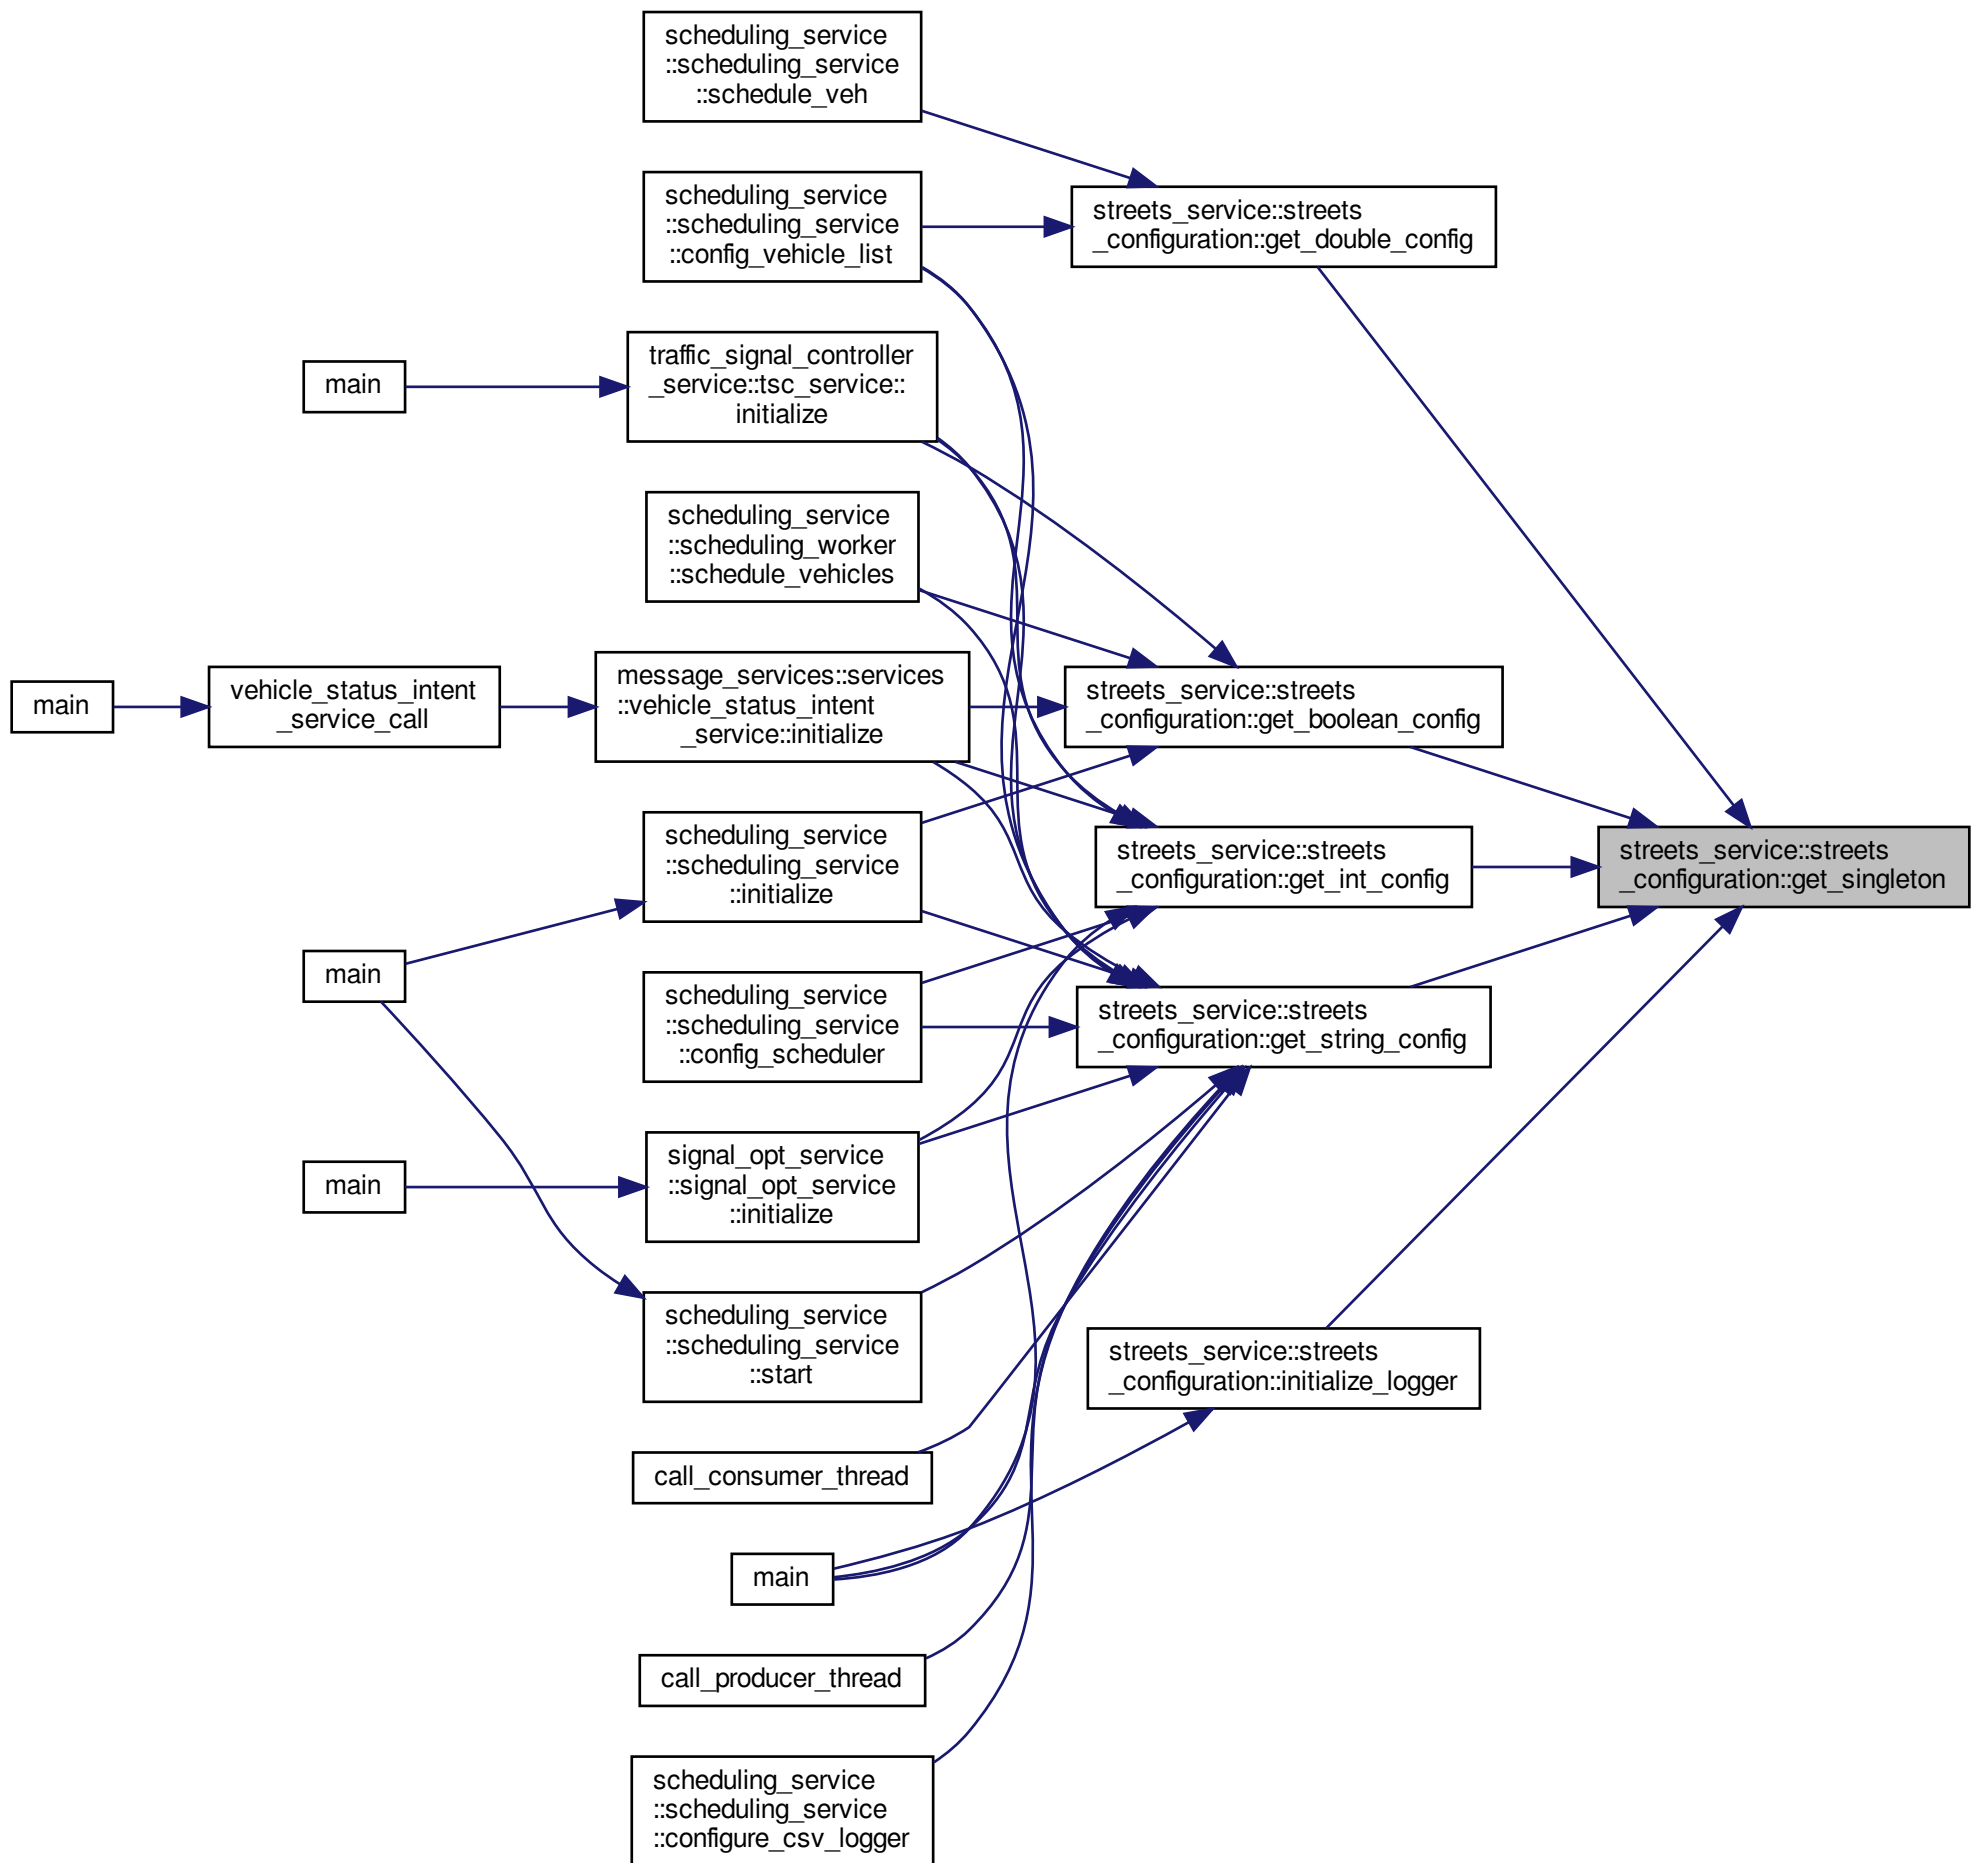 scheduling_service
::scheduling_service
::schedule_veh
scheduling_service
::scheduling_service
::config_vehicle_list
streets_service::streets
_configuration::get_double_config
traffic_signal_controller
_service::tsc_service::
initialize
main
scheduling_service
::scheduling_worker
::schedule_vehicles
main
vehicle_status_intent
_service_call
message_services::services
::vehicle_status_intent
_service::initialize
streets_service::streets
_configuration::get_boolean_config
scheduling_service
::scheduling_service
::initialize
streets_service::streets
_configuration::get_int_config
streets_service::streets
_configuration::get_singleton
main
scheduling_service
::scheduling_service
::config_scheduler
streets_service::streets
_configuration::get_string_config
main
signal_opt_service
::signal_opt_service
::initialize
scheduling_service
::scheduling_service
::start
streets_service::streets
_configuration::initialize_logger
call_consumer_thread
main
call_producer_thread
scheduling_service
::scheduling_service
::configure_csv_logger